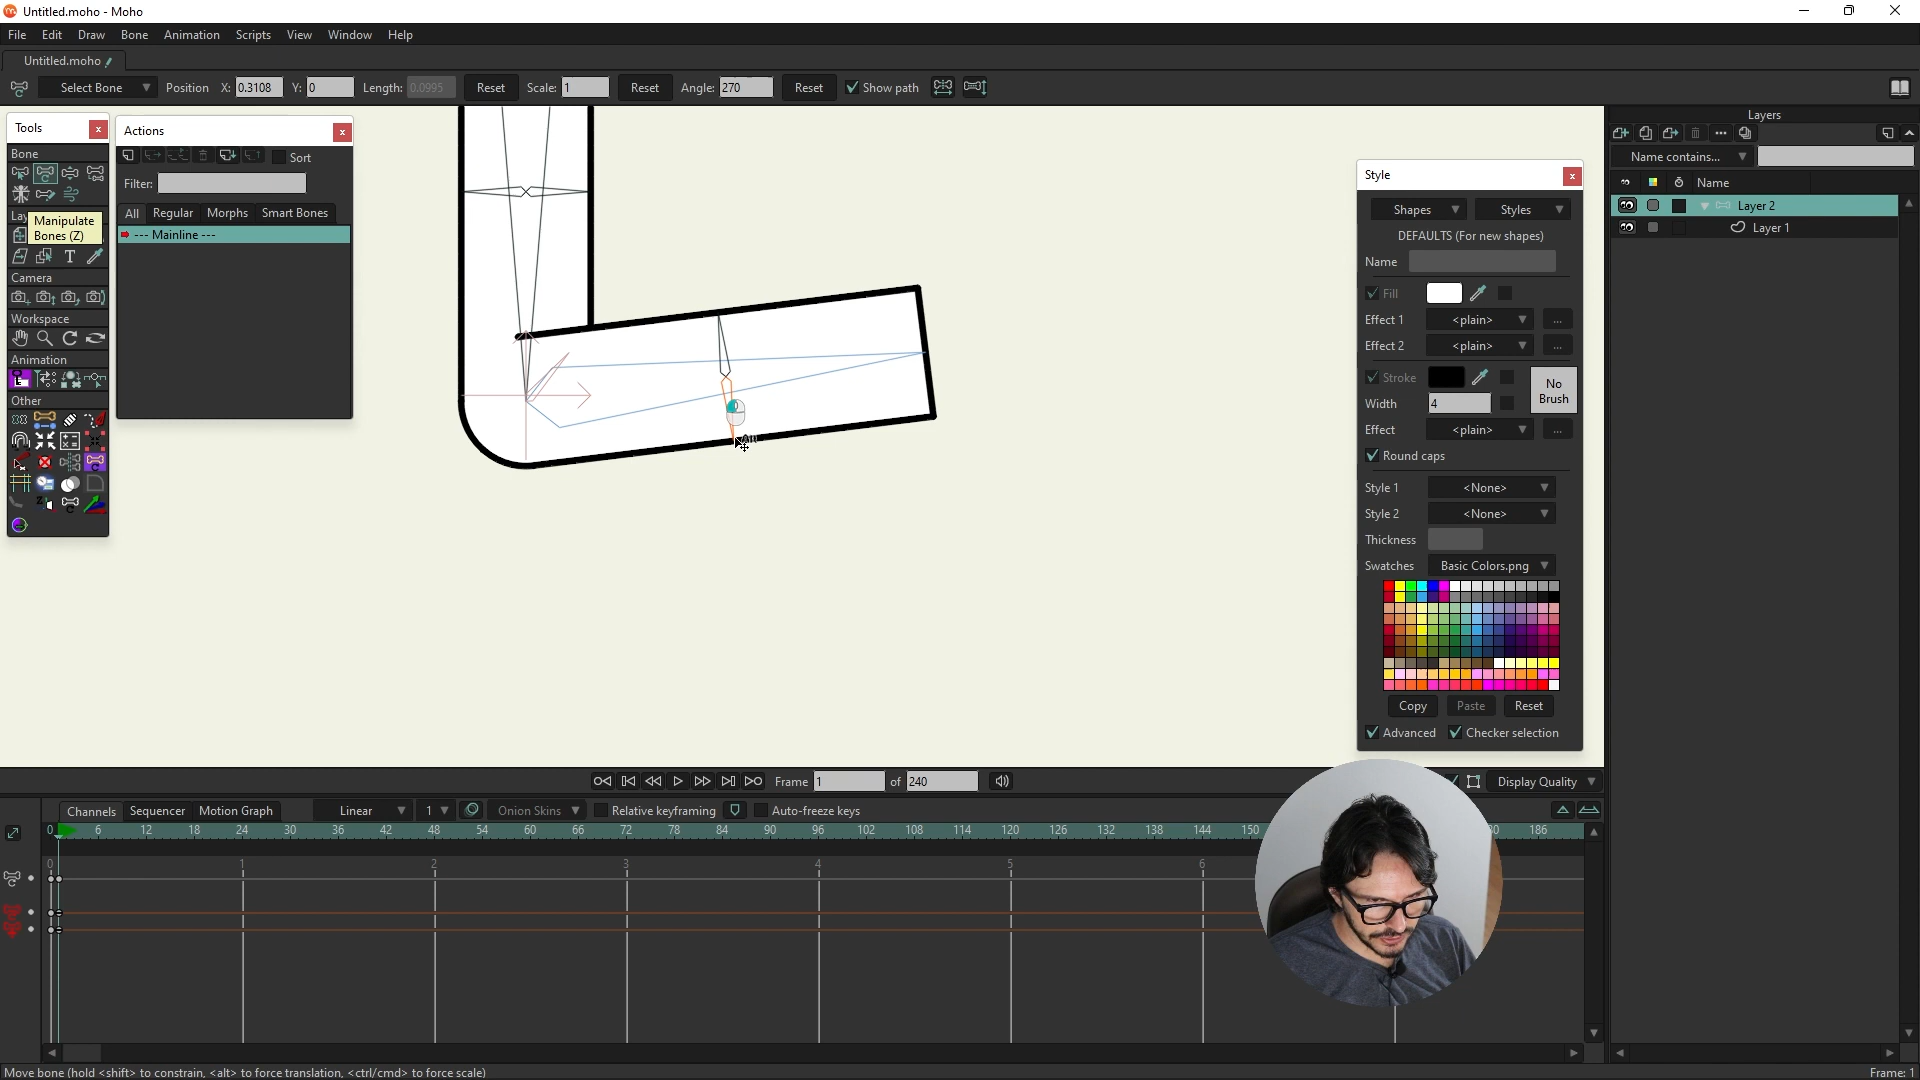 Untitled.moho - Moho
File Edit Draw Bone Animation Scripts View Window Help
Untitled.moho
Select Bone Position X: 0.3108 Y: 0 Length: 0.0995 Reset Scale: 1 Reset Angle: 270 Reset Show path
Tools
Bone
Manipulate
Bones (Z)
Camera
Workspace
Animation
Other
Actions
Sort
Filter:
All Regular Morphs Smart Bones
--- Mainline ---
Style
Shapes Styles
DEFAULTS (For new shapes)
Name
Fill
Effect 1 <plain> ...
Effect 2 <plain> ...
Stroke
No
Brush
Width 4
Effect <plain> ...
Round caps
Style 1 <None>
Style 2 <None>
Thickness
Swatches Basic Colors.png
Copy Paste Reset
Advanced Checker selection
Layers
Name contains...
Name
Layer 2
Layer 1
Frame 1 of 240 Display Quality
Channels Sequencer Motion Graph Linear 1 Onion Skins Relative keyframing Auto-freeze keys
0 6 12 18 24 30 36 42 48 54 60 66 72 78 84 90 96 102 108 114 120 126 132 138 144 150 186
0 1 2 3 4 5 6
Move bone (hold <shift> to constrain, <alt> to force translation, <ctrl/cmd> to force scale)
Frame: 1